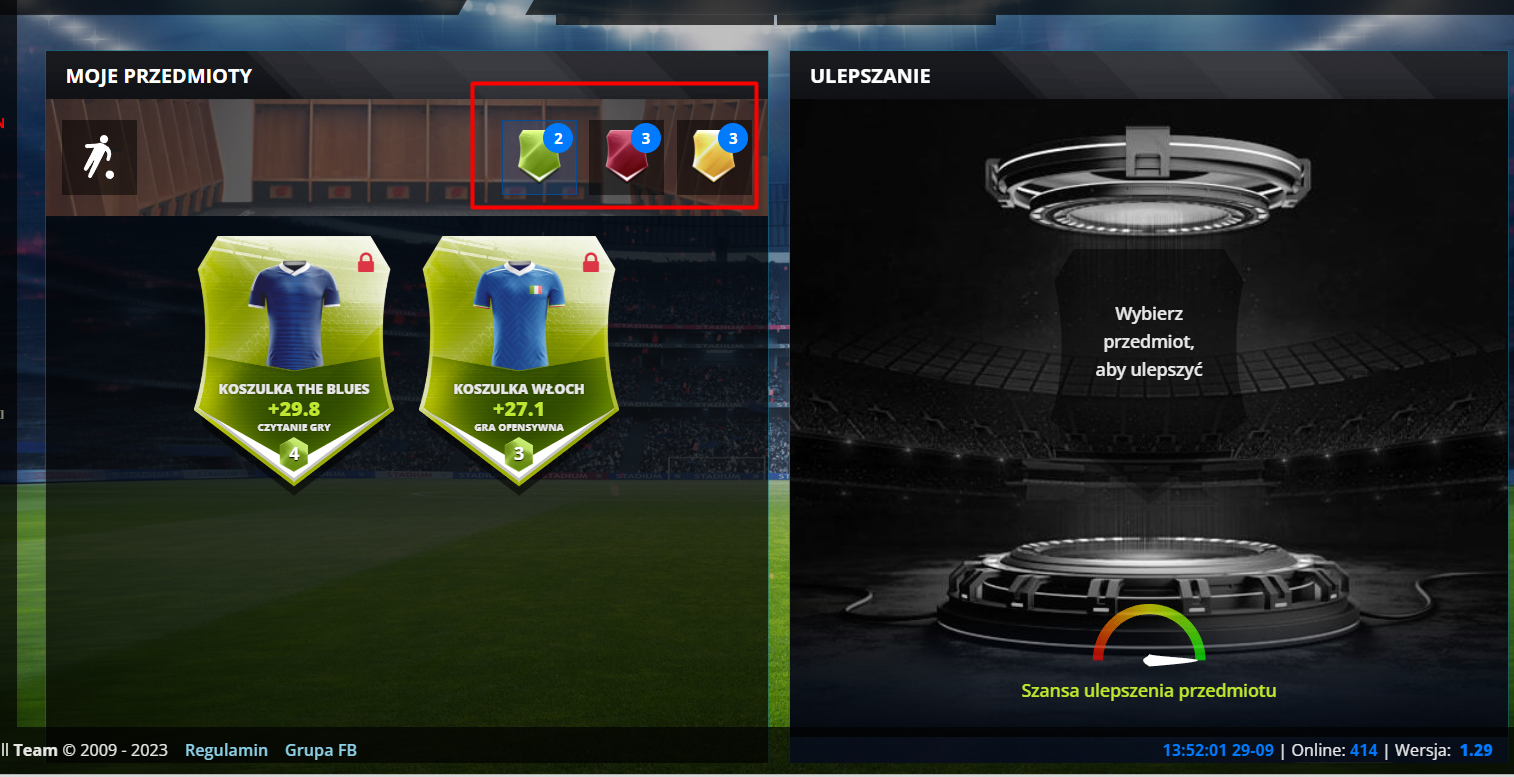 MOJE PRZEDMIOTY
2
3
3
KOSZULKA THE BLUES
+29.8
CZYTANIE GRY
4
KOSZULKA WŁOCH
+27.1
GRA OFENSYWNA
3
ULEPSZANIE
Wybierz
przedmiot,
aby ulepszyć
Szansa ulepszenia przedmiotu
ll Team © 2009 - 2023 Regulamin Grupa FB
13:52:01 29-09 | Online: 414 | Wersja: 1.29